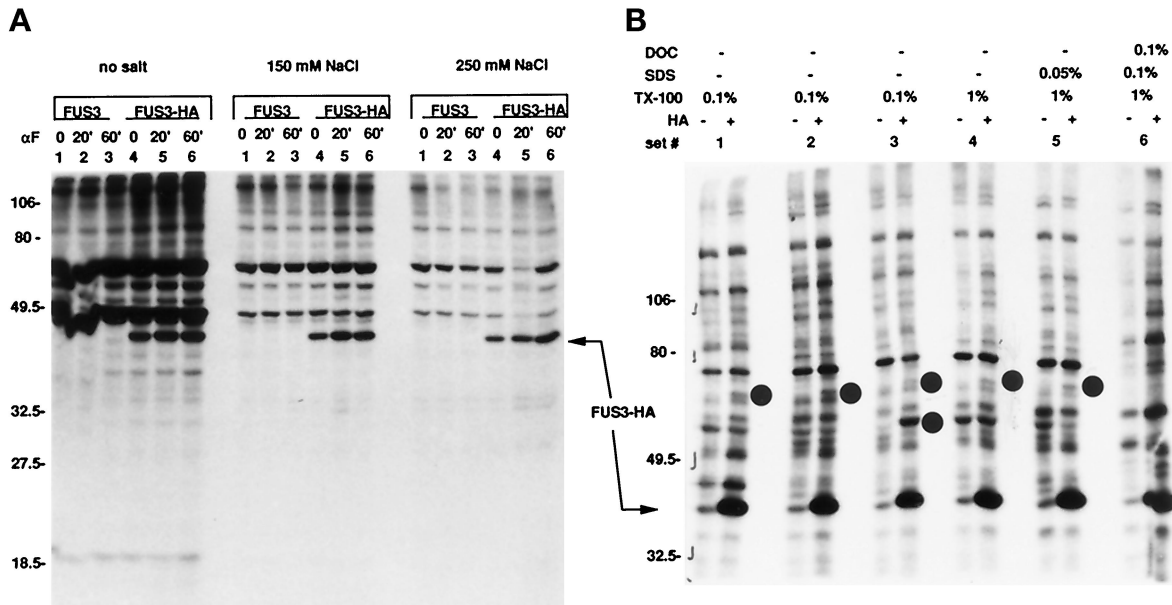 A
no salt
150 mM NaCl
250 mM NaCl
FUS3 FUS3-HA
FUS3 FUS3-HA
FUS3 FUS3-HA
αF 0 20' 60' 0 20' 60' 0 20' 60' 0 20' 60' 0 20' 60' 0 20' 60'
1 2 3 4 5 6 1 2 3 4 5 6 1 2 3 4 5 6
106-
80 -
49.5-
32.5-
27.5-
18.5-
FUS3-HA
B
DOC - - - - - 0.1%
SDS - - - - 0.05% 0.1%
TX-100 0.1% 0.1% 0.1% 1% 1% 1%
HA - + - + - + - + - + - +
set # 1 2 3 4 5 6
106-
80 -
49.5-
32.5-